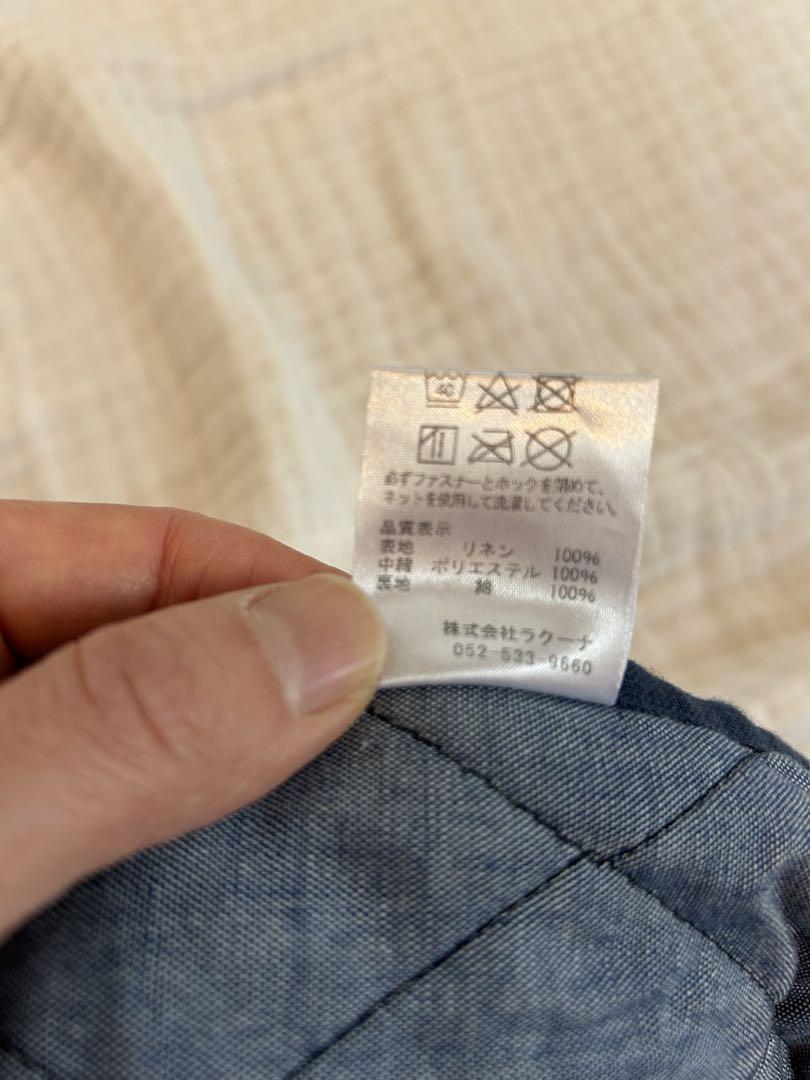 40
必ずファスナーとホックを閉めて、
ネットを使用して洗濯してください。
品質表示
表地 リネン 100%
中綿 ポリエステル 100%
裏地 綿 100%
株式会社ラクーナ
052-533-9660